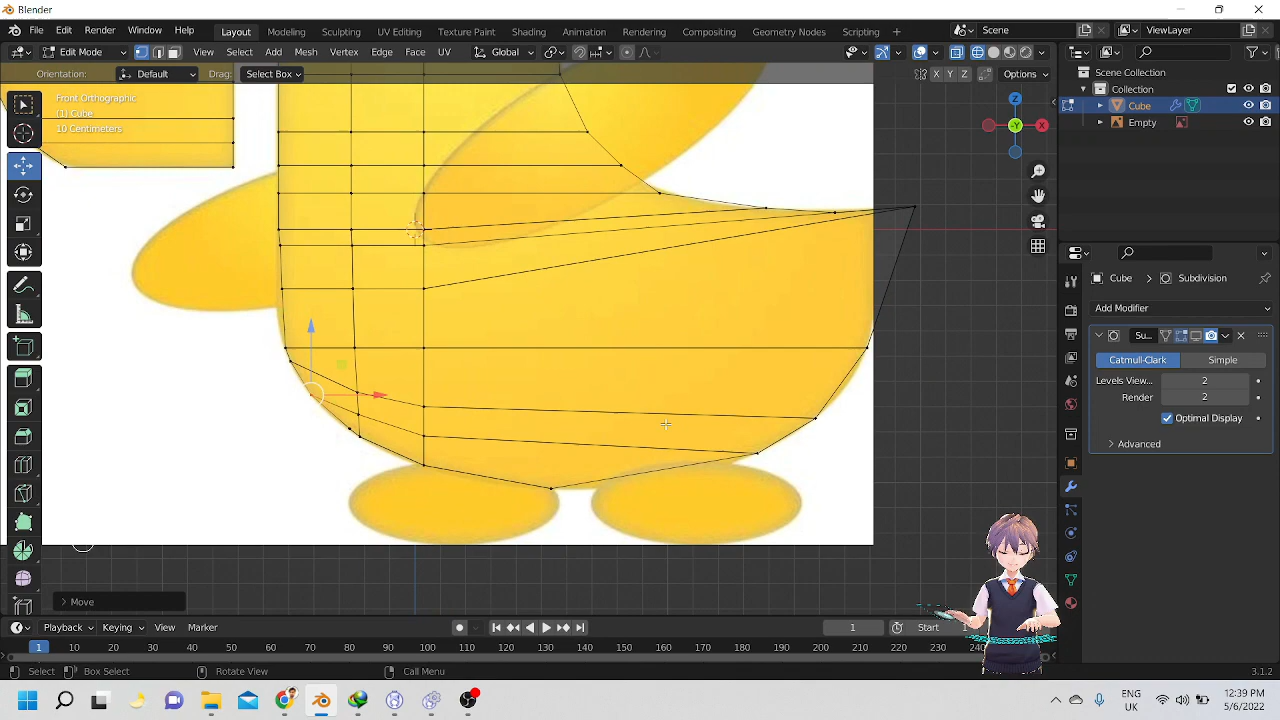 Blender
File Edit Render Window Help Layout Modeling Sculpting UV Editing Texture Paint Shading Animation Rendering Compositing Geometry Nodes Scripting + Scene ViewLayer
Edit Mode View Select Add Mesh Vertex Edge Face UV Global
Orientation: Default Drag: Select Box X Y Z Options Scene Collection
Collection
Front Orthographic
(1) Cube
10 Centimeters
Z
-Y X
Cube
Empty
Cube Subdivision
Add Modifier
Su...
Catmull-Clark Simple
Levels View... 2
Render 2
Optimal Display
Advanced
Move
Playback Keying View Marker 1 Start 1
1 10 20 30 40 50 60 70 80 90 100 110 120 130 140 150 160 170 180 190 200 210 220 230 240
Select Box Select Rotate View Call Menu 3.1.2
ENG
UK
12:39 PM
5/6/2022